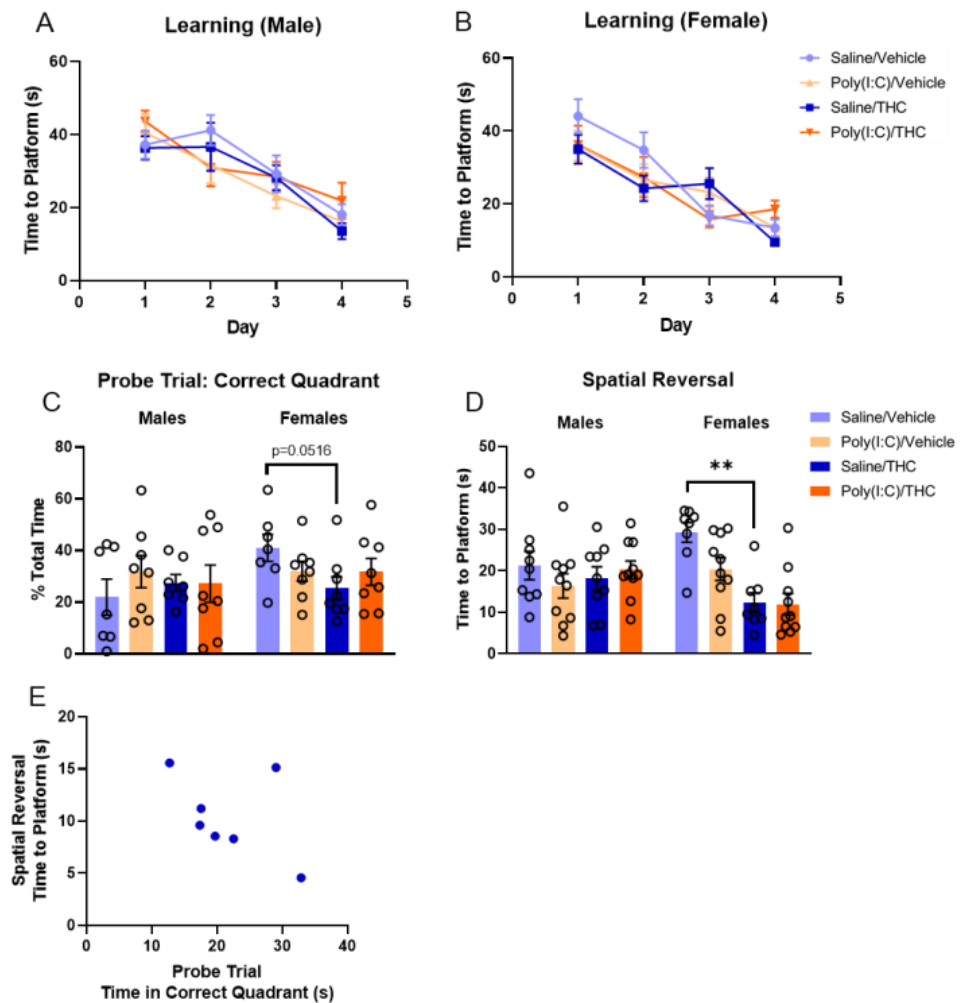 A
Learning (Male)
Time to Platform (s)
60
40
20
0
0 1 2 3 4 5
Day
B
Learning (Female)
Time to Platform (s)
60
40
20
0
0 1 2 3 4 5
Day
Saline/Vehicle
Poly(I:C)/Vehicle
Saline/THC
Poly(I:C)/THC
Probe Trial: Correct Quadrant
C
Males Females
% Total Time
80
60
40
20
0
p=0.0516
Spatial Reversal
D
Males Females
Time to Platform (s)
50
40
30
20
10
0
**
Saline/Vehicle
Poly(I:C)/Vehicle
Saline/THC
Poly(I:C)/THC
E
Spatial Reversal
Time to Platform (s)
20
15
10
5
0
0 10 20 30 40
Probe Trial
Time in Correct Quadrant (s)